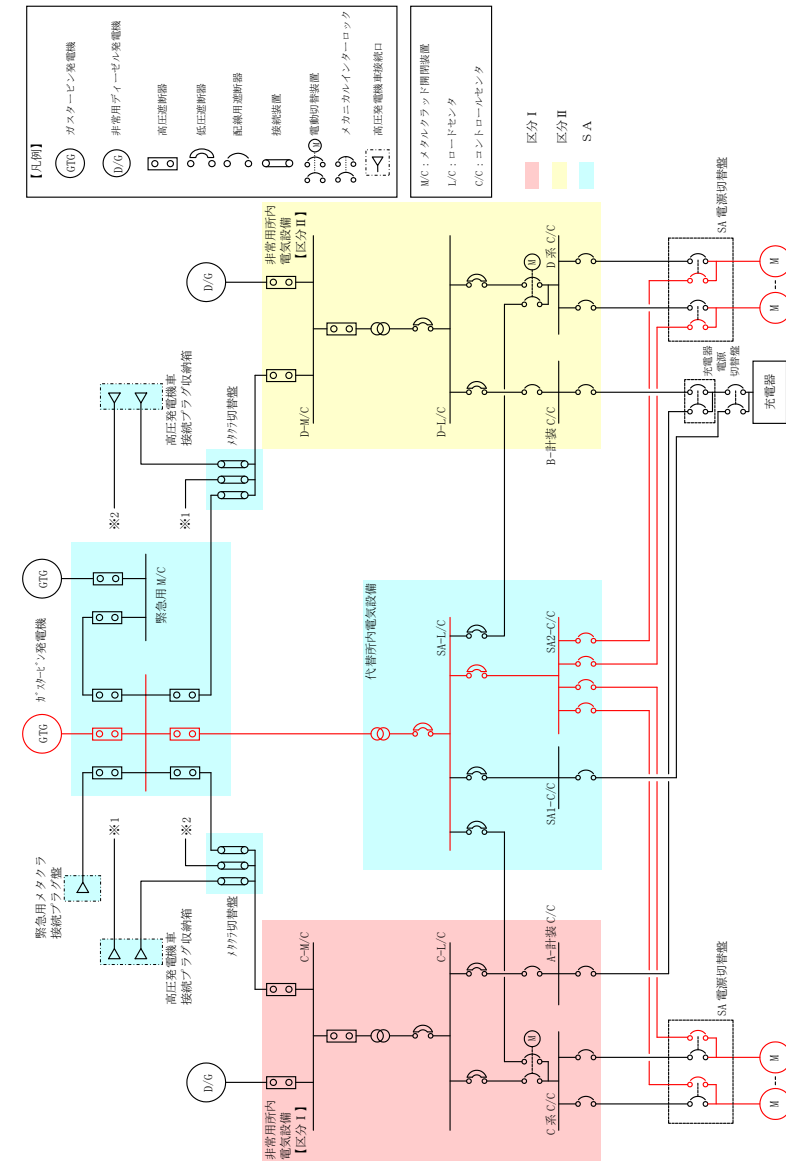 【凡例】
GTG
ガスタービン発電機
D/G
非常用ディーゼル発電機
高圧遮断器
低圧遮断器
配線用遮断器
接続装置
M
電動切替装置
メカニカルインターロック
高圧発電機車接続口
M/C：メタルクラッド開閉装置
L/C：ロードセンタ
C/C：コントロールセンタ
区分Ⅰ
区分Ⅱ
ＳＡ
緊急用メタクラ
接続プラグ盤
GTG
ｶﾞｽﾀｰﾋﾞﾝ発電機
GTG
緊急用 M/C
高圧発電機車
接続プラグ収納箱
※1
※2
ﾒﾀｸﾗ切替盤
高圧発電機車
接続プラグ収納箱
※2
※1
ﾒﾀｸﾗ切替盤
D/G
非常用所内
電気設備
【区分Ⅰ】
C-M/C
C-L/C
M
C 系 C/C
A-計装 C/C
代替所内電気設備
SA-L/C
SA1-C/C
SA2-C/C
D/G
非常用所内
電気設備
【区分Ⅱ】
D-M/C
D-L/C
M
B-計装 C/C
D 系 C/C
SA 電源切替盤
M
M
充電器
電源
切替盤
充電器
SA 電源切替盤
M
M